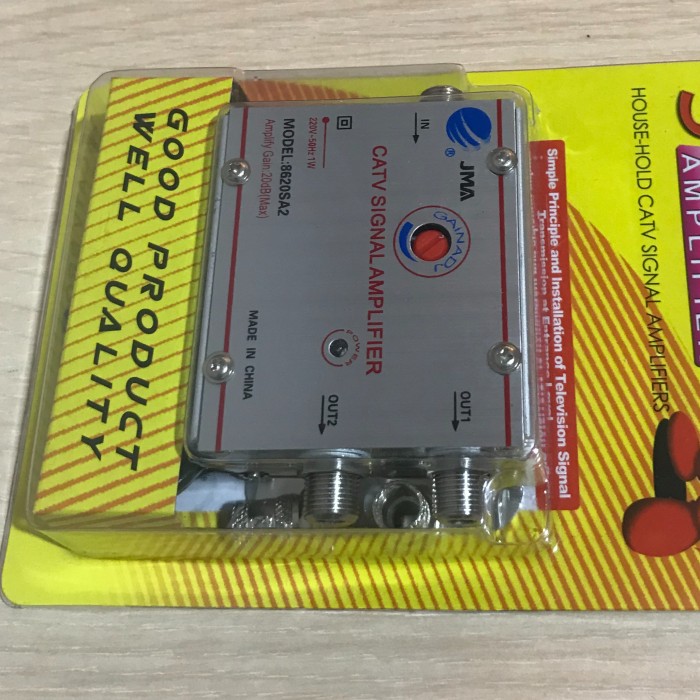 GOOD PRODUCT
WELL QUALITY
JMA
®
IN
CATV SIGNAL AMPLIFIER
220V~50Hz 1W
MODEL:8620SA2
Amplify Gain:20dB(Max)
GAIN ADJ
POWER
MADE IN CHINA
OUT1
OUT2
HOUSE-HOLD CATV SIGNAL AMPLIFIERS
Simple Principle and Installation of Television Signal